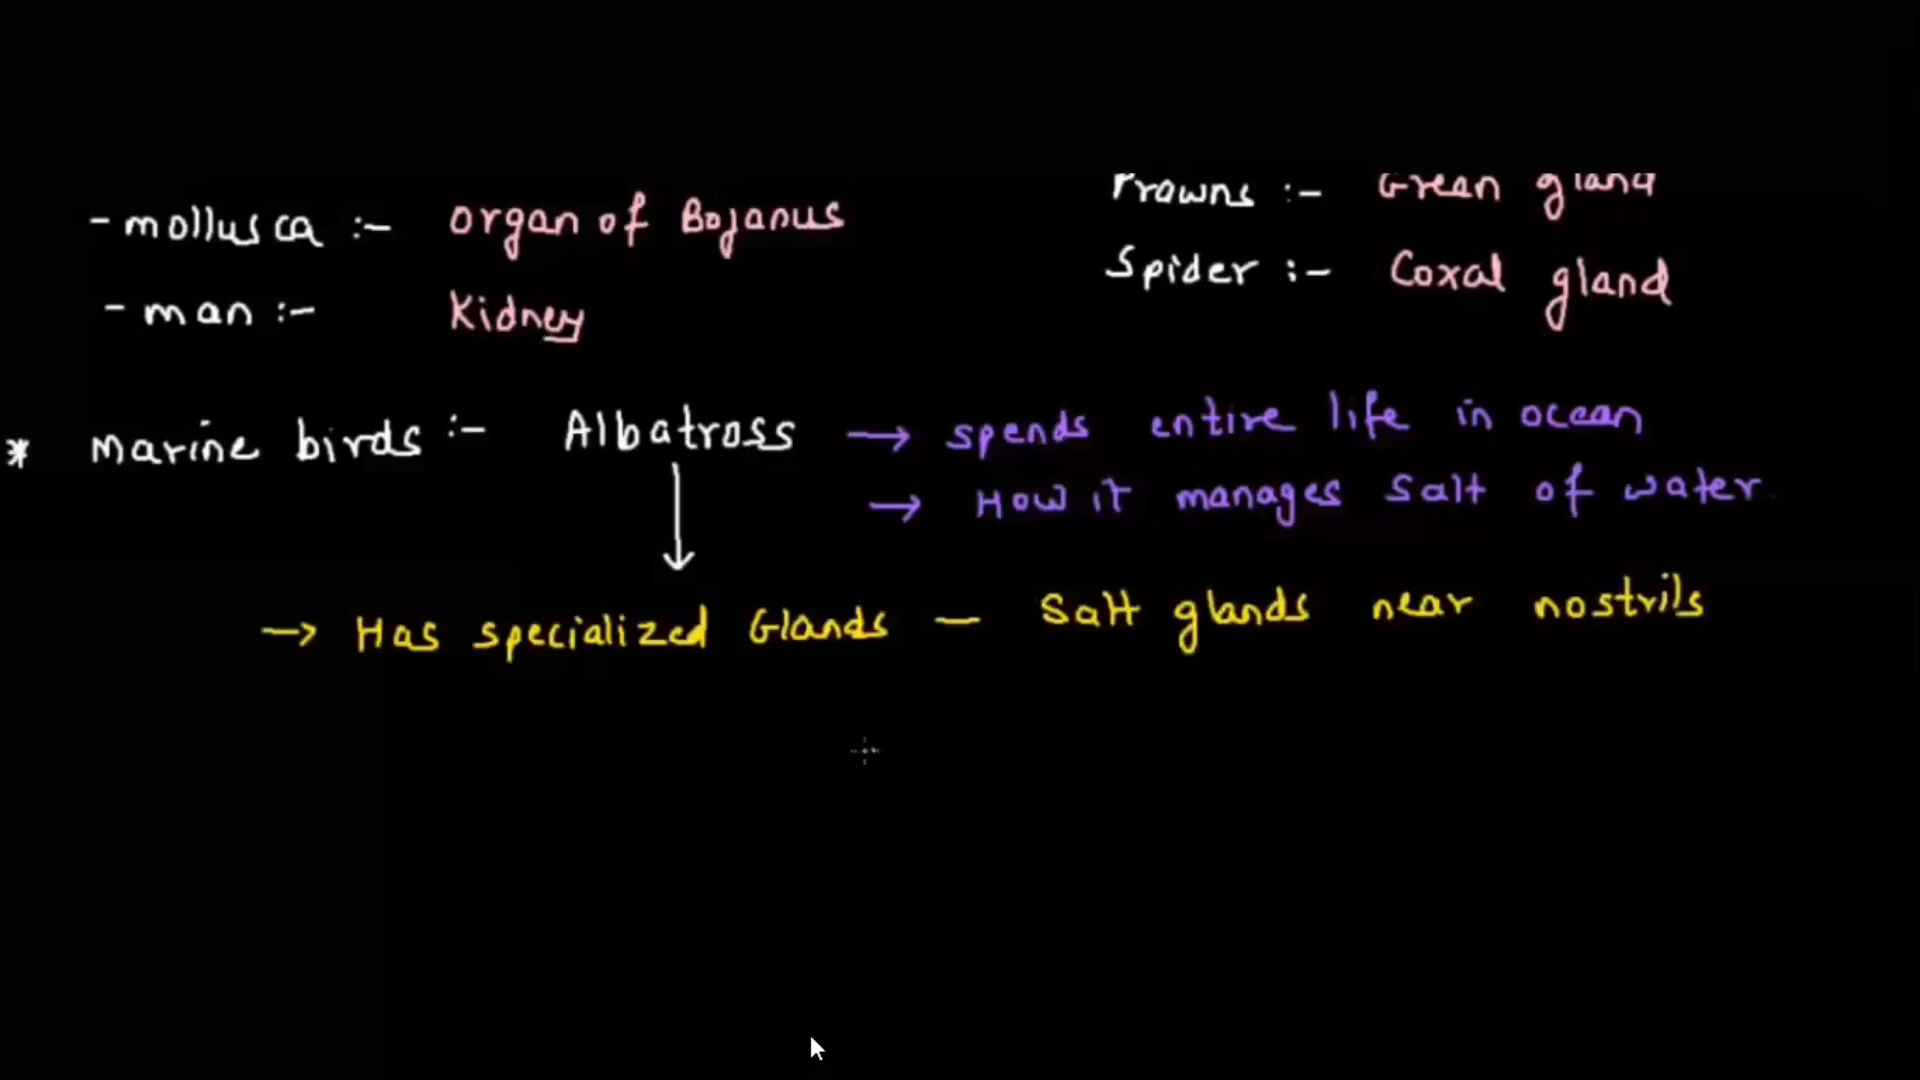 - mollusca :- organ of Bojanus
- man :- Kidney
Prawns :- Green gland
Spider :- Coxal gland
* Marine birds :- Albatross → spends entire life in ocean
→ How it manages salt of water
→ Has specialized Glands - Salt glands near nostrils